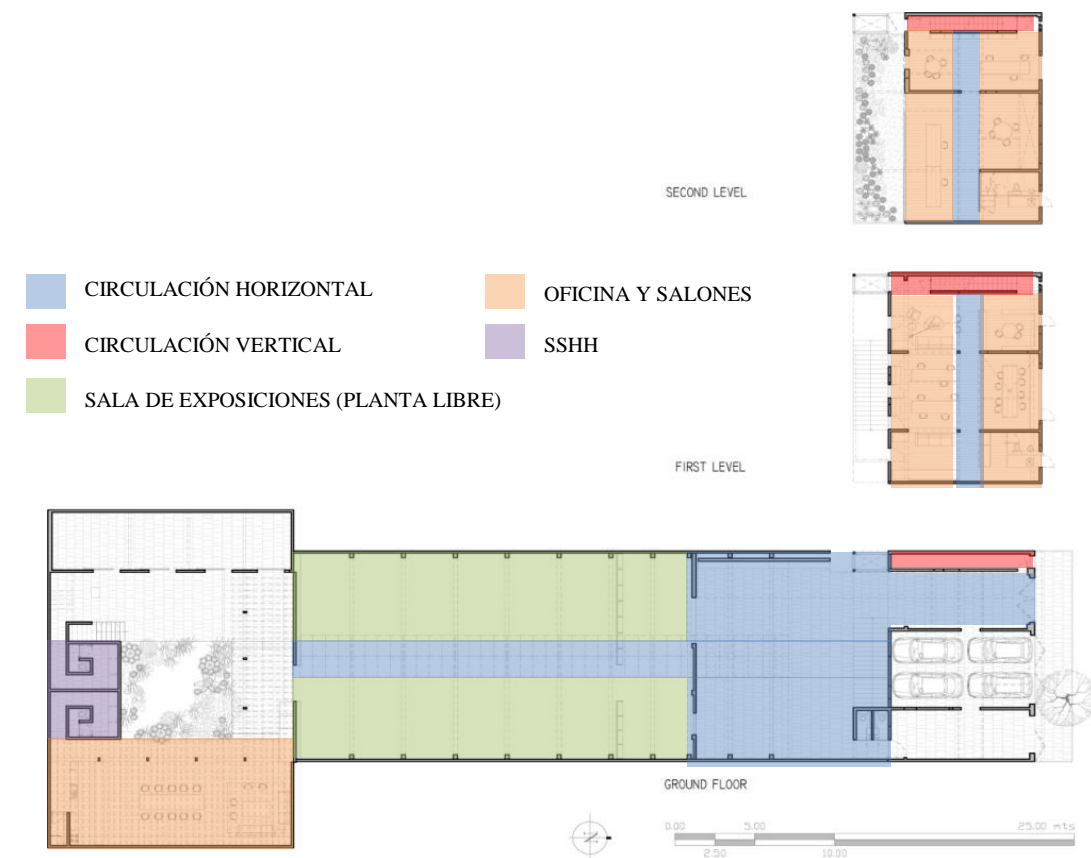 SECOND LEVEL
CIRCULACIÓN HORIZONTAL
OFICINA Y SALONES
CIRCULACIÓN VERTICAL
SSHH
SALA DE EXPOSICIONES (PLANTA LIBRE)
FIRST LEVEL
GROUND FLOOR
0.00 5.00 25.00 mts
2.50 10.00